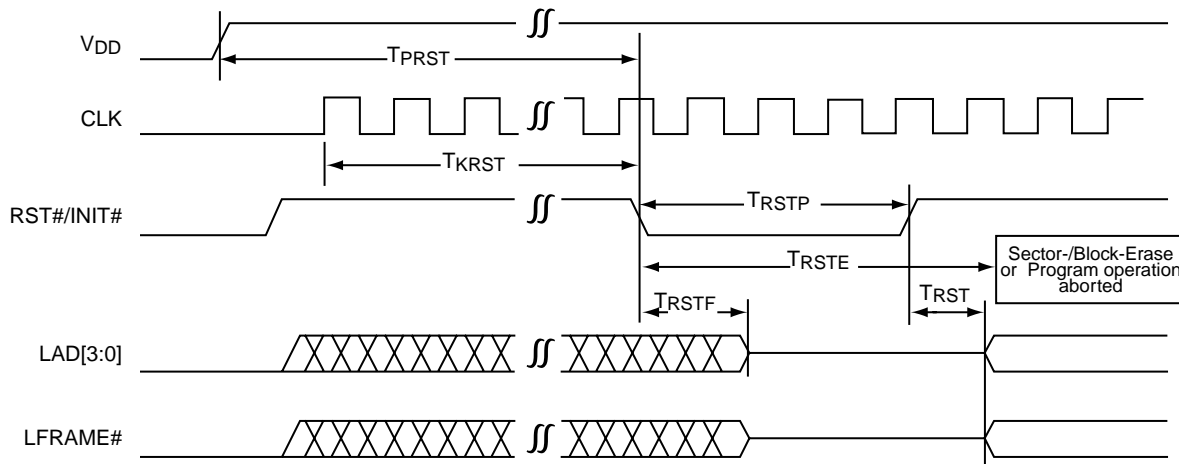 VDD
TPRST
CLK
TKRST
RST#/INIT#
TRSTP
TRSTE
Sector-/Block-Erase
or Program operation
aborted
TRSTF
TRST
LAD[3:0]
LFRAME#